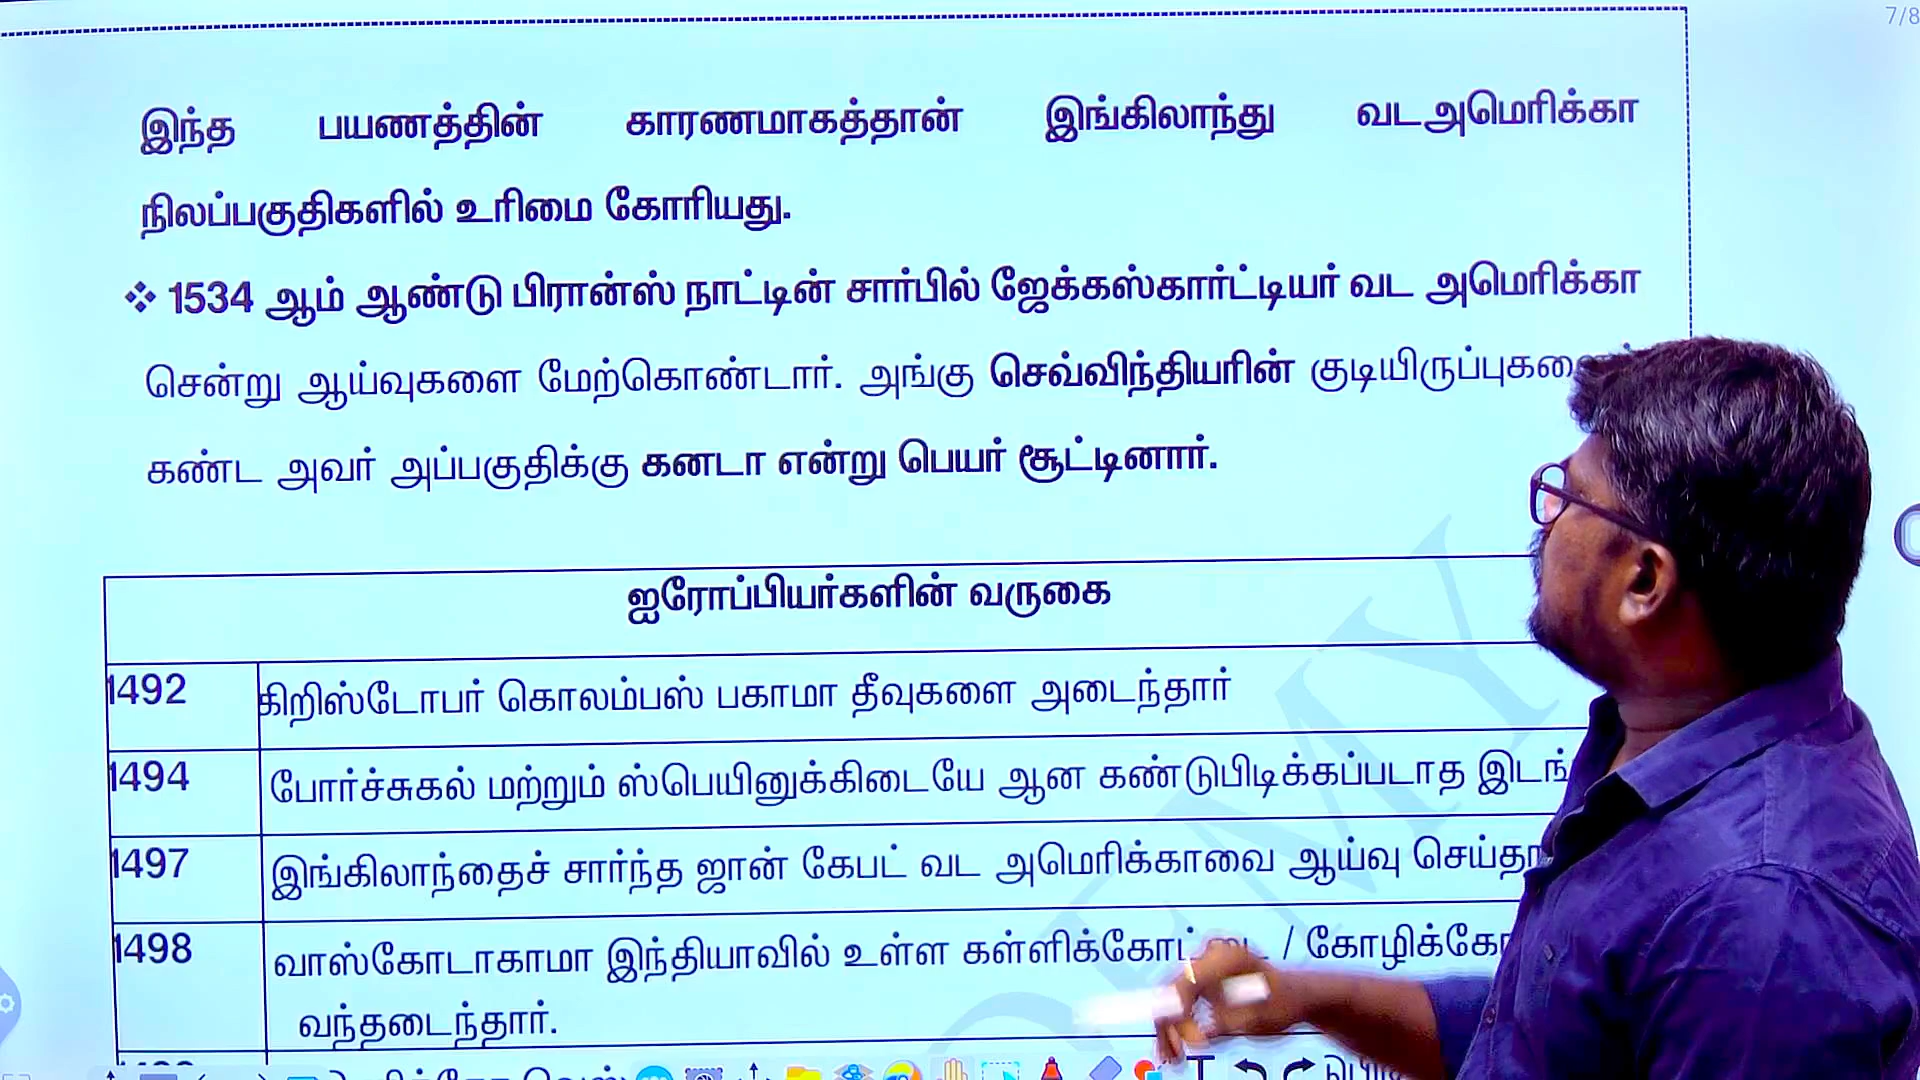 7/8
இந்த பயணத்தின் காரணமாகத்தான் இங்கிலாந்து வடஅமெரிக்கா
நிலப்பகுதிகளில் உரிமை கோரியது.
❖ 1534 ஆம் ஆண்டு பிரான்ஸ் நாட்டின் சார்பில் ஜேக்கஸ்கார்ட்டியர் வட அமெரிக்கா
சென்று ஆய்வுகளை மேற்கொண்டார். அங்கு செவ்விந்தியரின்
கண்ட அவர் அப்பகுதிக்கு கனடா என்று பெயர் சூட்டினார்.
ஐரோப்பியர்களின் வருகை
1492 கிறிஸ்டோபர் கொலம்பஸ் பகாமா தீவுகளை அடைந்தார்
1494 போர்ச்சுகல் மற்றும் ஸ்பெயினுக்கிடையே ஆன கண்டுபிடிக்கப்படாத
1497 இங்கிலாந்தைச் சார்ந்த ஜான் கேபட் வட அமெரிக்காவை ஆய்வு
1498 வாஸ்கோடாகாமா இந்தியாவில் உள்ள /
வந்தடைந்தார்.